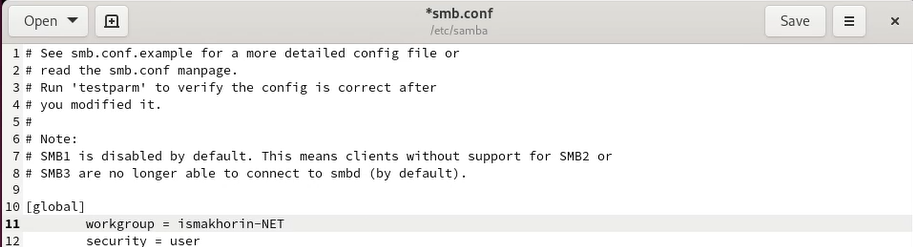 Open
*smb.conf
/etc/samba
Save
1 # See smb.conf.example for a more detailed config file or
2 # read the smb.conf manpage.
3 # Run 'testparm' to verify the config is correct after
4 # you modified it.
5 #
6 # Note:
7 # SMB1 is disabled by default. This means clients without support for SMB2 or
8 # SMB3 are no longer able to connect to smbd (by default).
9
10 [global]
11 workgroup = ismakhorin-NET
12 security = user